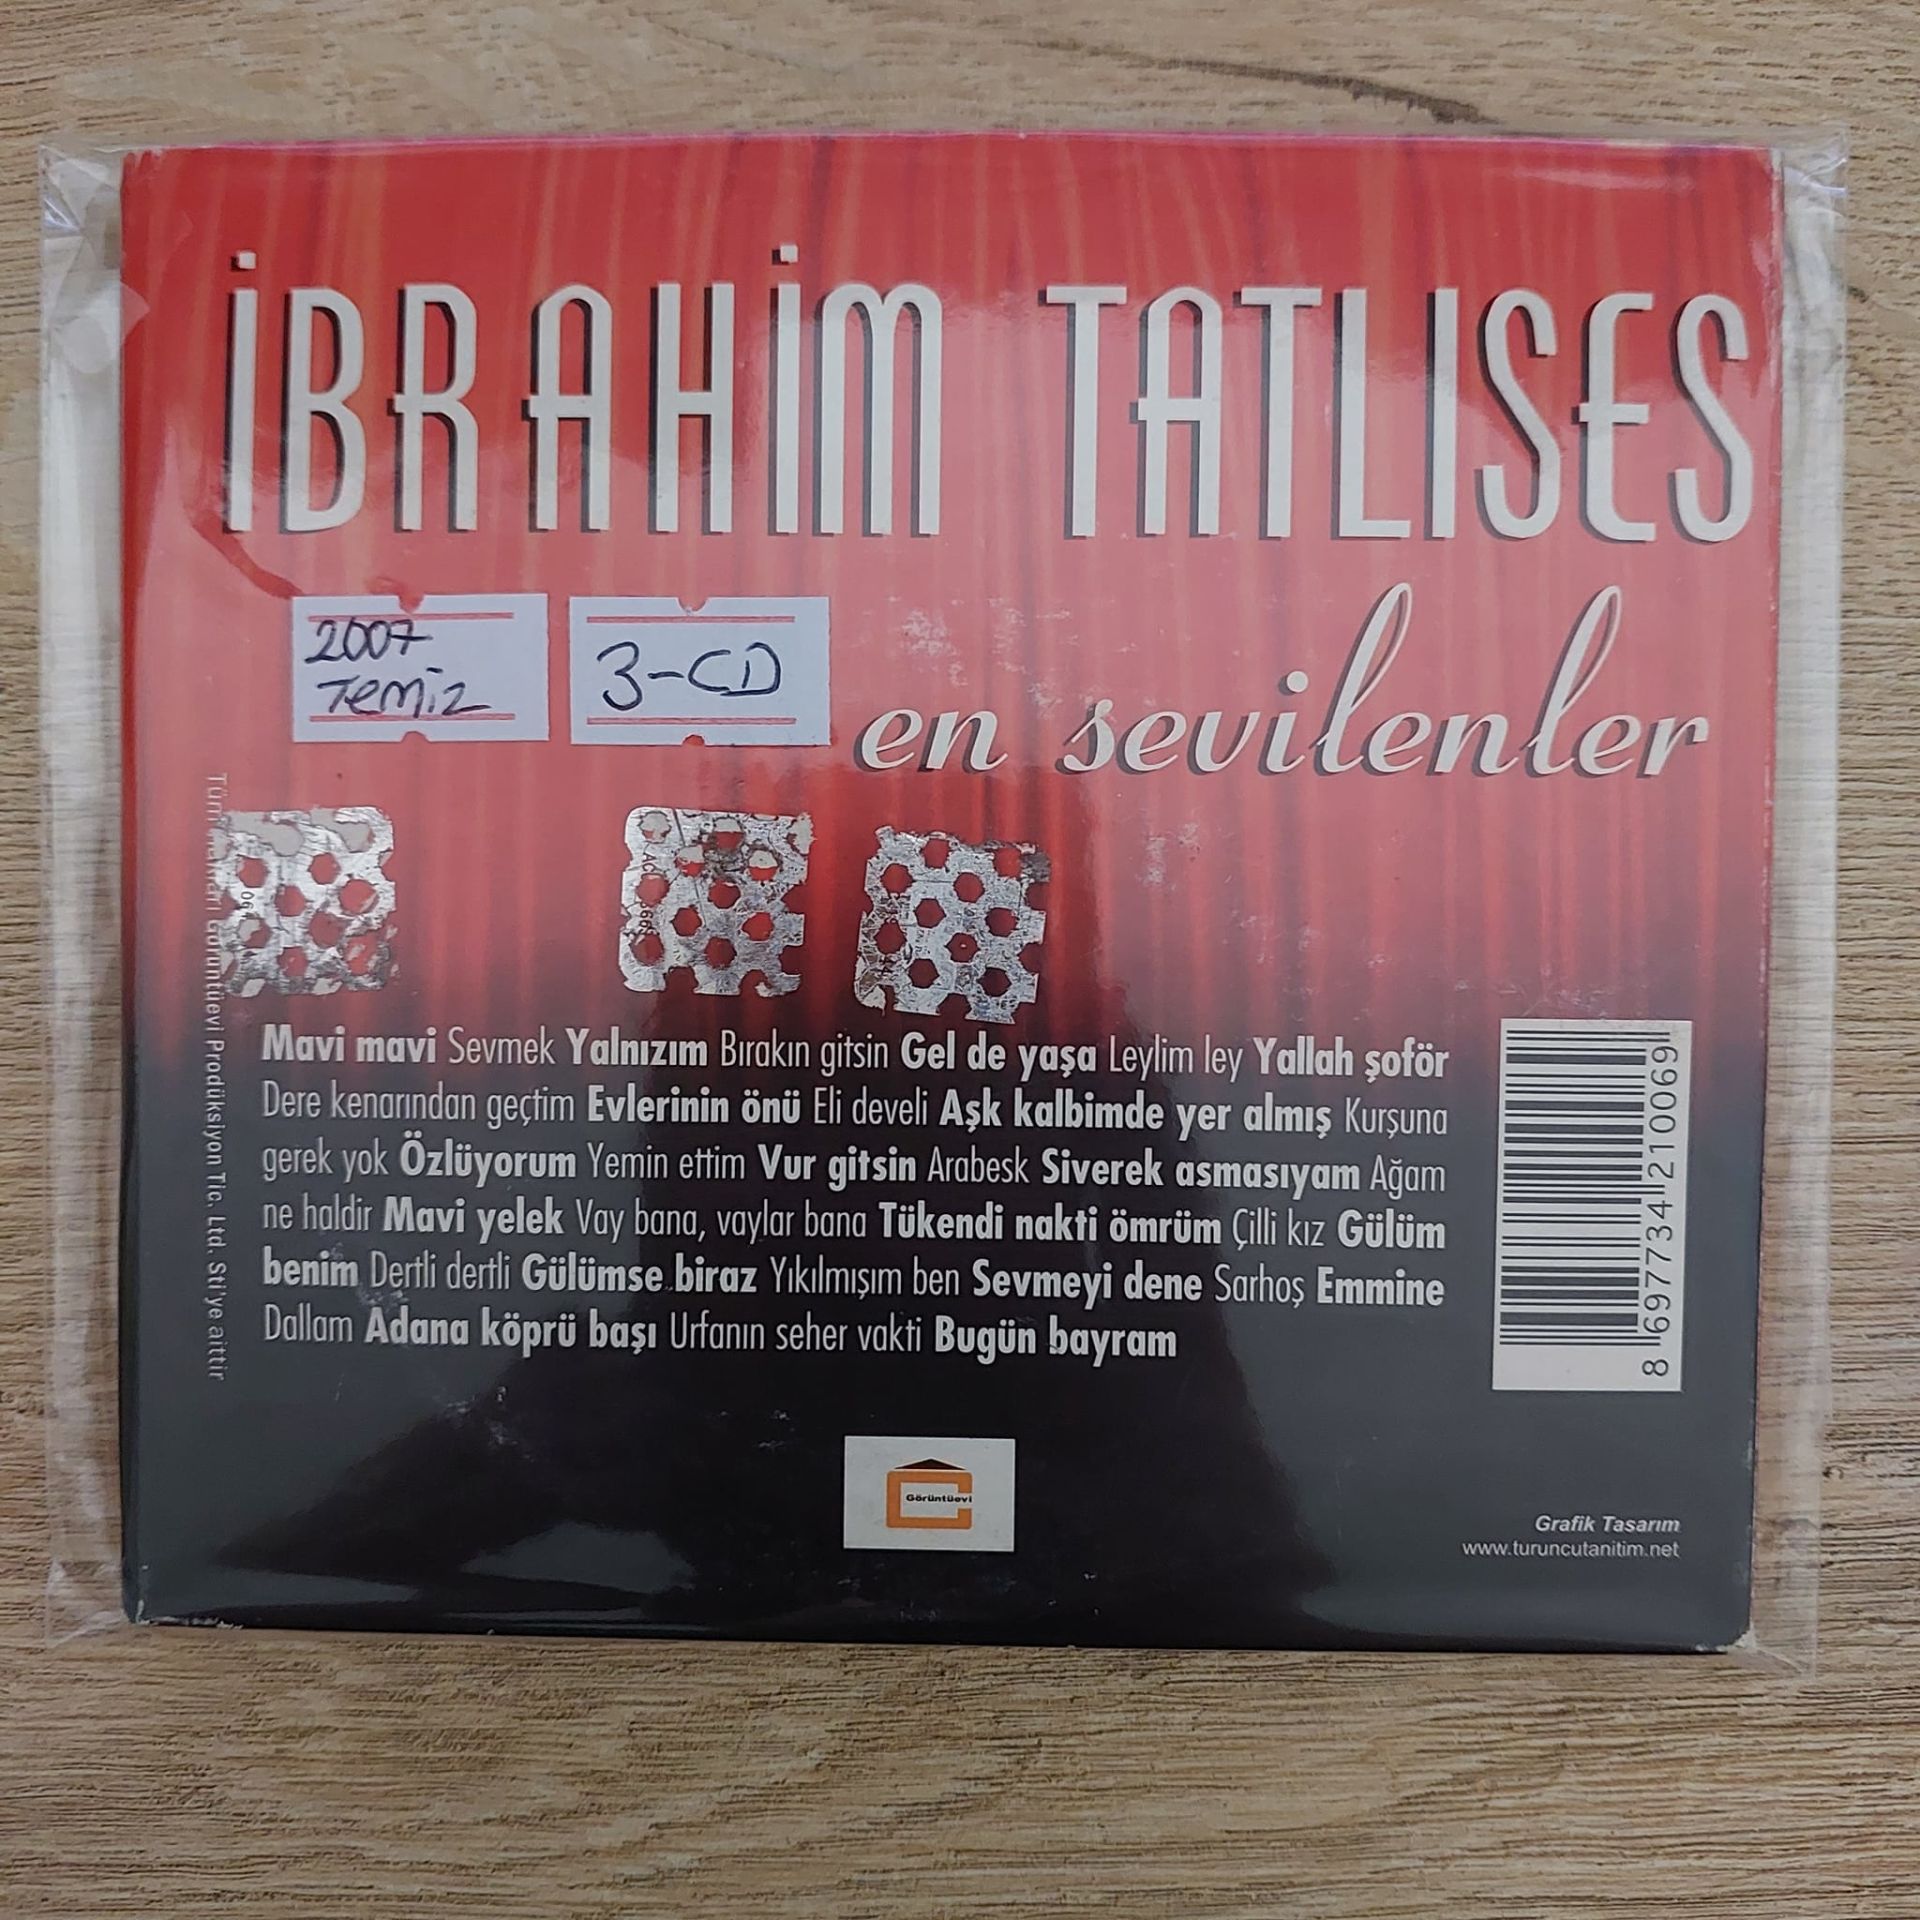 İBRAHİM TATLISES
2007
Temiz
3-CD
en sevilenler
Mavi mavi Sevmek Yalnızım Bırakın gitsin Gel de yaşa Leylim ley Yallah şoför
Dere kenarından geçtim Evlerinin önü Eli develi Aşk kalbimde yer almış Kurşuna
gerek yok Özlüyorum Yemin ettim Vur gitsin Arabesk Siverek asmasıyam Ağam
ne haldir Mavi yelek Vay bana, vaylar bana Tükendi nakti ömrüm Çilli kız Gülüm
benim Dertli dertli Gülümse biraz Yıkılmışım ben Sevmeyi dene Sarhoş Emmine
Dallam Adana köprü başı Urfanın seher vakti Bugün bayram
Görüntüevi Prodüksiyon Tic. Ltd. Sti'ye aittir
8 697734 210069
Görüntüevi
Grafik Tasarım
www.turuncutanitim.net